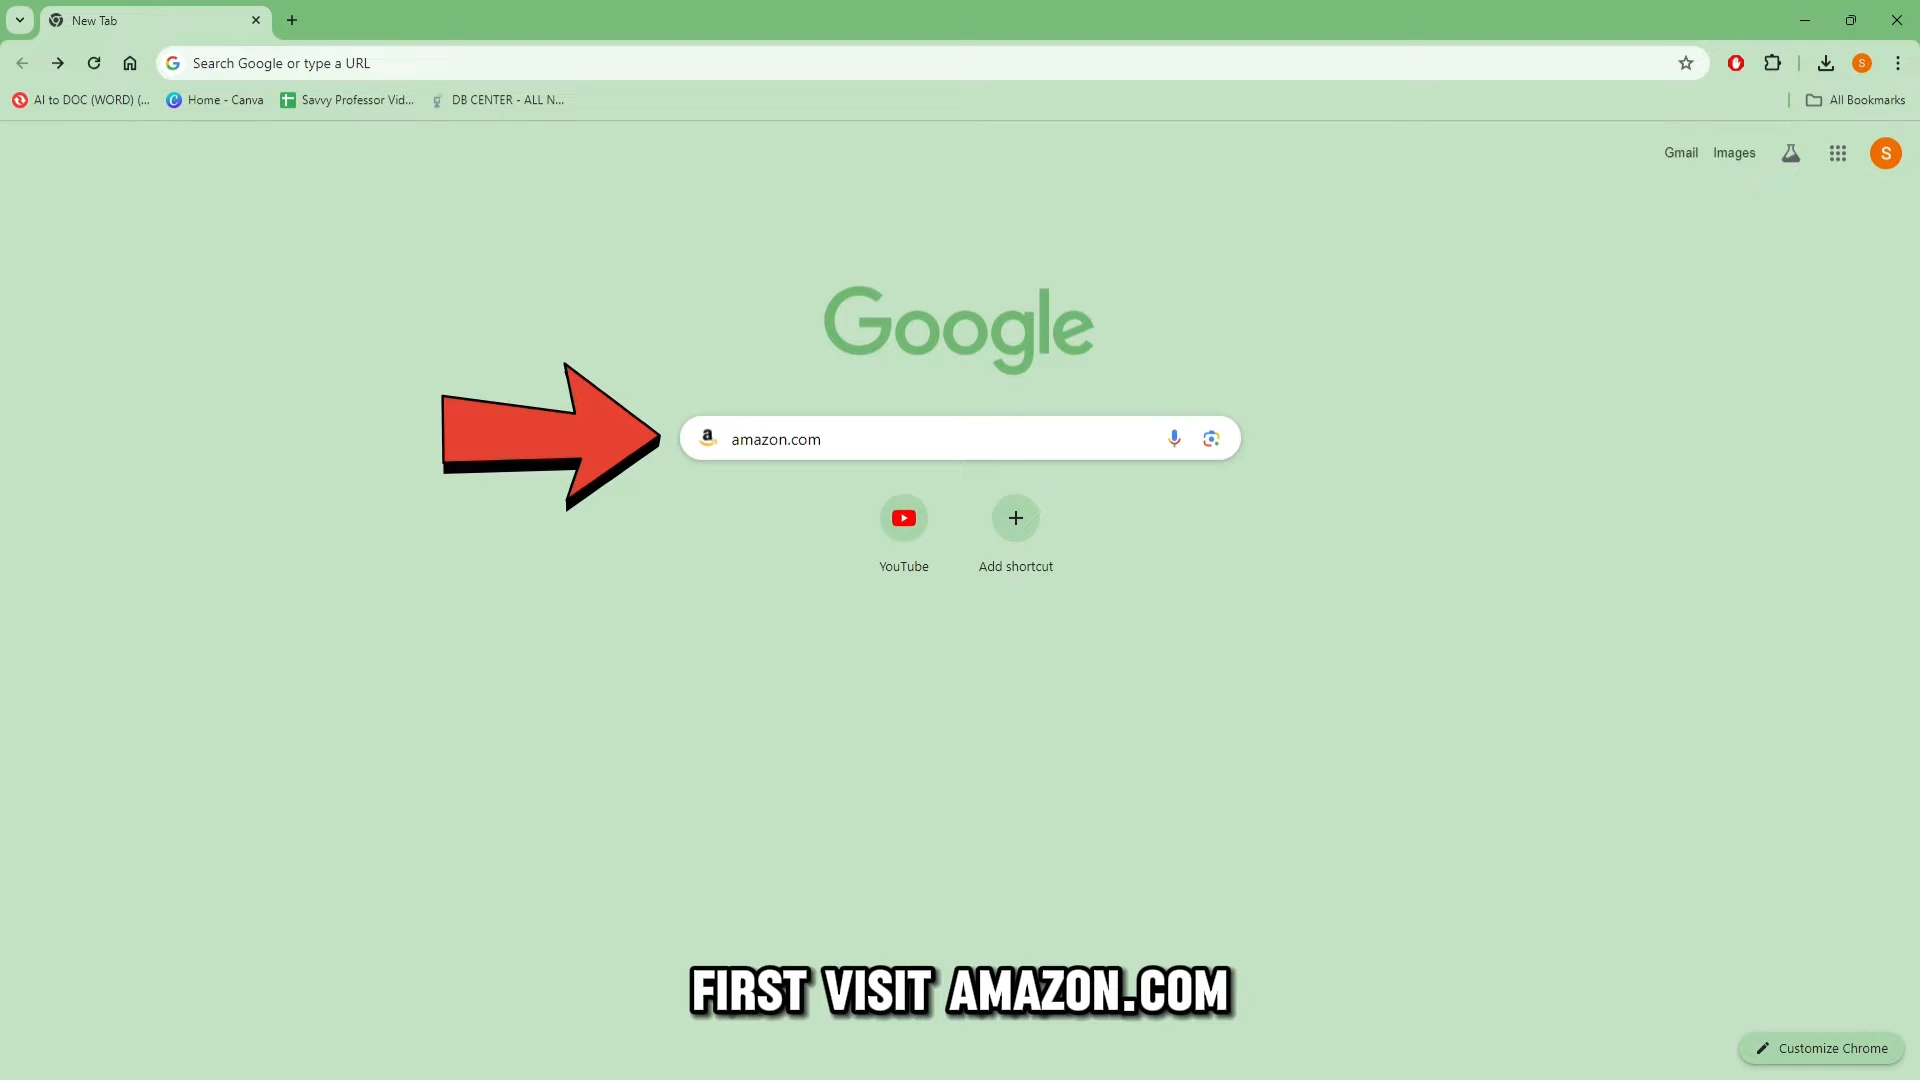 New Tab
Search Google or type a URL
S
AI to DOC (WORD) (...
Home - Canva
Savvy Professor Vid...
DB CENTER - ALL N...
All Bookmarks
Gmail
Images
S
Google
amazon.com
YouTube
Add shortcut
FIRST VISIT AMAZON.COM
Customize Chrome